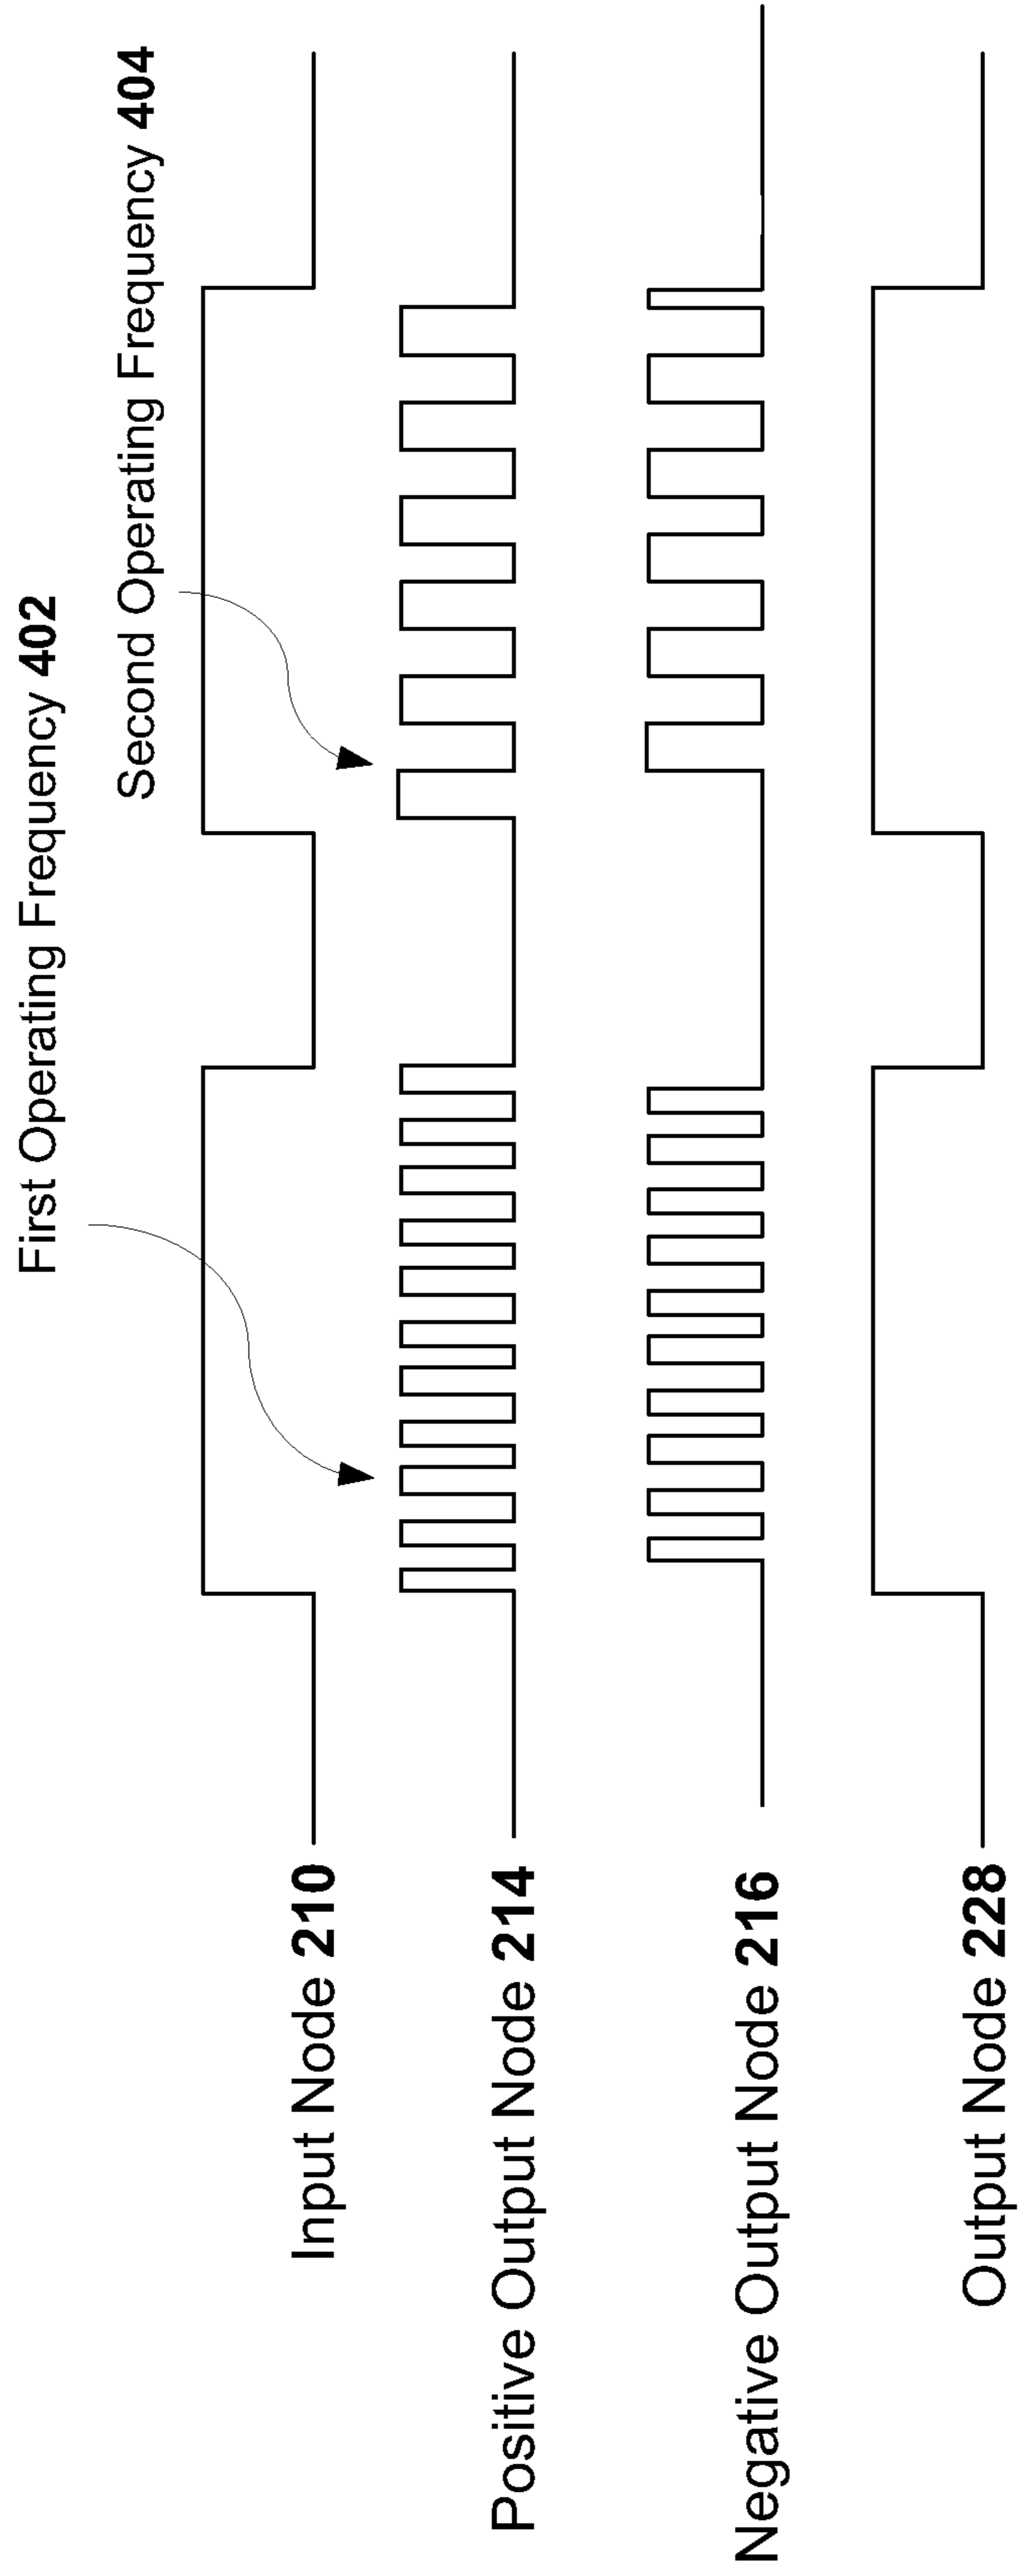 First Operating Frequency 402
Second Operating Frequency 404
Input Node 210
Positive Output Node 214
Negative Output Node 216
Output Node 228